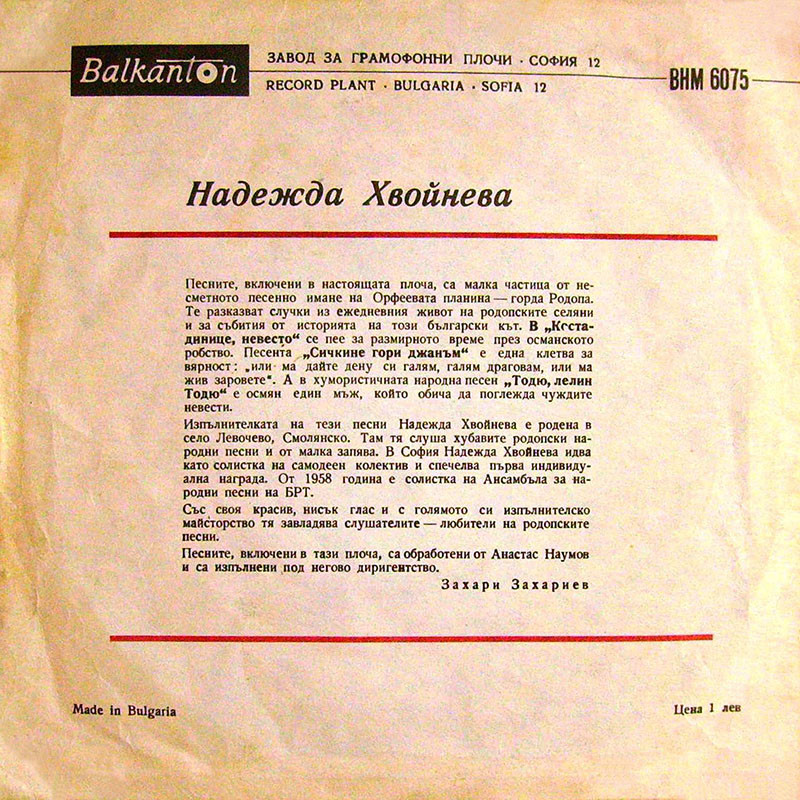 Balkanton
ЗАВОД ЗА ГРАМОФОННИ ПЛОЧИ · СОФИЯ 12
RECORD PLANT · BULGARIA · SOFIA 12
ВНМ 6075
Надежда Хвойнева
Песните, включени в настоящата плоча, са малка частица от не-
сметното песенно имане на Орфеевата планина — горда Родопа.
Те разказват случки из ежедневния живот на родопските селяни
и за събития от историята на този български кът. В „Коста-
динице, невесто“ се пее за размирното време през османското
робство. Песента „Сичкине гори джанъм“ е една клетва за
вярност: „или ма дайте дену си галям, галям драговам, или ма
жив заровете“. А в хумористичната народна песен „Тодю, лелин
Тодю“ е осмян един мъж, който обича да поглежда чуждите
невести.
Изпълнителката на тези песни Надежда Хвойнева е родена в
село Левочево, Смолянско. Там тя слуша хубавите родопски на-
родни песни и от малка запява. В София Надежда Хвойнева идва
като солистка на самодеен колектив и спечелва първа индивиду-
ална награда. От 1958 година е солистка на Ансамбъла за на-
родни песни на БРТ.
Със своя красив, нисък глас и с голямото си изпълнителско
майсторство тя завладява слушателите — любители на родопските
песни.
Песните, включени в тази плоча, са обработени от Анастас Наумов
и са изпълнени под негово диригентство.
Захари Захариев
Made in Bulgaria
Цена 1 лев